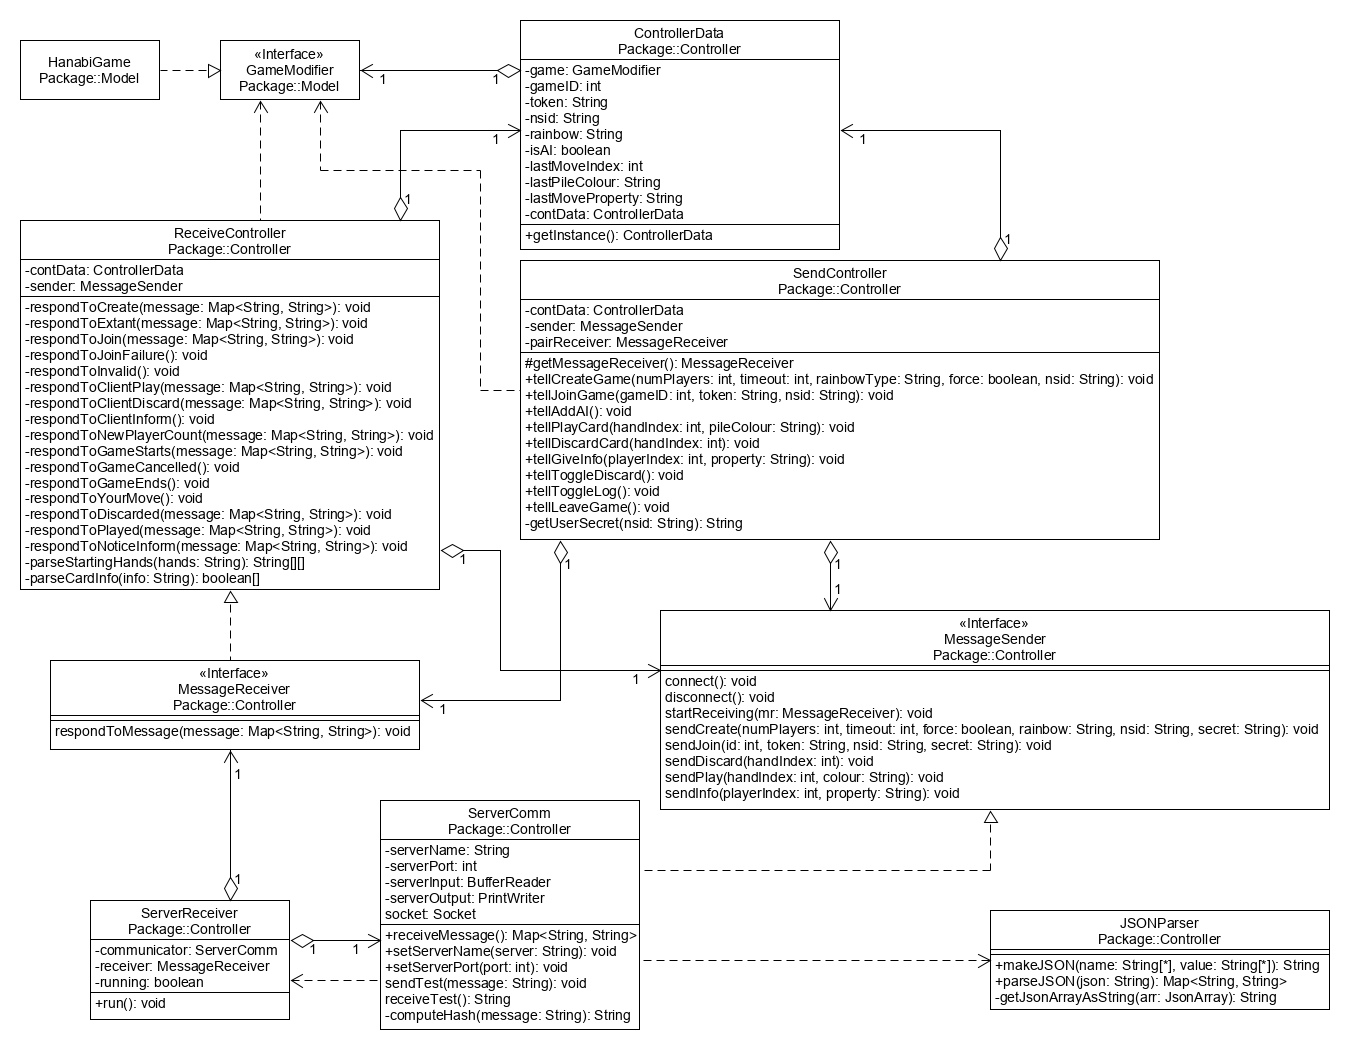 HanabiGame
Package::Model
«Interface»
GameModifier
Package::Model
1
1
ControllerData
Package::Controller
-game: GameModifier
-gameID: int
-token: String
-nsid: String
-rainbow: String
-isAI: boolean
-lastMoveIndex: int
-lastPileColour: String
-lastMoveProperty: String
-contData: ControllerData
+getInstance(): ControllerData
1
1
1
1
ReceiveController
Package::Controller
-contData: ControllerData
-sender: MessageSender
-respondToCreate(message: Map<String, String>): void
-respondToExtant(message: Map<String, String>): void
-respondToJoin(message: Map<String, String>): void
-respondToJoinFailure(): void
-respondToInvalid(): void
-respondToClientPlay(message: Map<String, String>): void
-respondToClientDiscard(message: Map<String, String>): void
-respondToClientInform(): void
-respondToNewPlayerCount(message: Map<String, String>): void
-respondToGameStarts(message: Map<String, String>): void
-respondToGameCancelled(): void
-respondToGameEnds(): void
-respondToYourMove(): void
-respondToDiscarded(message: Map<String, String>): void
-respondToPlayed(message: Map<String, String>): void
-respondToNoticeInform(message: Map<String, String>): void
-parseStartingHands(hands: String): String[][]
-parseCardInfo(info: String): boolean[]
SendController
Package::Controller
-contData: ControllerData
-sender: MessageSender
-pairReceiver: MessageReceiver
#getMessageReceiver(): MessageReceiver
+tellCreateGame(numPlayers: int, timeout: int, rainbowType: String, force: boolean, nsid: String): void
+tellJoinGame(gameID: int, token: String, nsid: String): void
+tellAddAI(): void
+tellPlayCard(handIndex: int, pileColour: String): void
+tellDiscardCard(handIndex: int): void
+tellGiveInfo(playerIndex: int, property: String): void
+tellToggleDiscard(): void
+tellToggleLog(): void
+tellLeaveGame(): void
-getUserSecret(nsid: String): String
1
1
1
1
1
1
«Interface»
MessageReceiver
Package::Controller
respondToMessage(message: Map<String, String>): void
«Interface»
MessageSender
Package::Controller
connect(): void
disconnect(): void
startReceiving(mr: MessageReceiver): void
sendCreate(numPlayers: int, timeout: int, force: boolean, rainbow: String, nsid: String, secret: String): void
sendJoin(id: int, token: String, nsid: String, secret: String): void
sendDiscard(handIndex: int): void
sendPlay(handIndex: int, colour: String): void
sendInfo(playerIndex: int, property: String): void
1
1
ServerComm
Package::Controller
-serverName: String
-serverPort: int
-serverInput: BufferReader
-serverOutput: PrintWriter
socket: Socket
+receiveMessage(): Map<String, String>
+setServerName(server: String): void
+setServerPort(port: int): void
sendTest(message: String): void
receiveTest(): String
-computeHash(message: String): String
ServerReceiver
Package::Controller
-communicator: ServerComm
-receiver: MessageReceiver
-running: boolean
+run(): void
1
1
JSONParser
Package::Controller
+makeJSON(name: String[*], value: String[*]): String
+parseJSON(json: String): Map<String, String>
-getJsonArrayAsString(arr: JsonArray): String